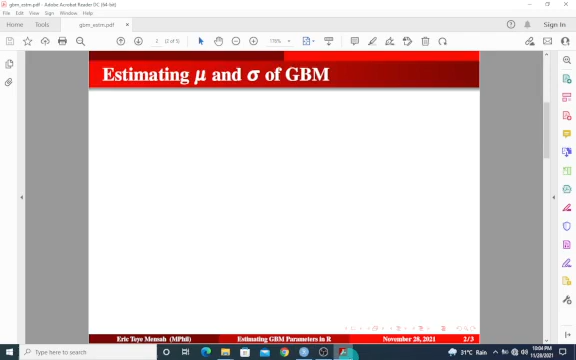 gbm_estm.pdf - Adobe Acrobat Reader DC (64-bit)
File Edit View Sign Window Help
Home Tools gbm_estm.pdf × Sign In
2 (2 of 5) 176%
Estimating μ and σ of GBM
Eric Teye Mensah (MPhil) Estimating GBM Parameters in R November 28, 2021 2/3
Type here to search
31°C Rain
10:04 PM
11/28/2021